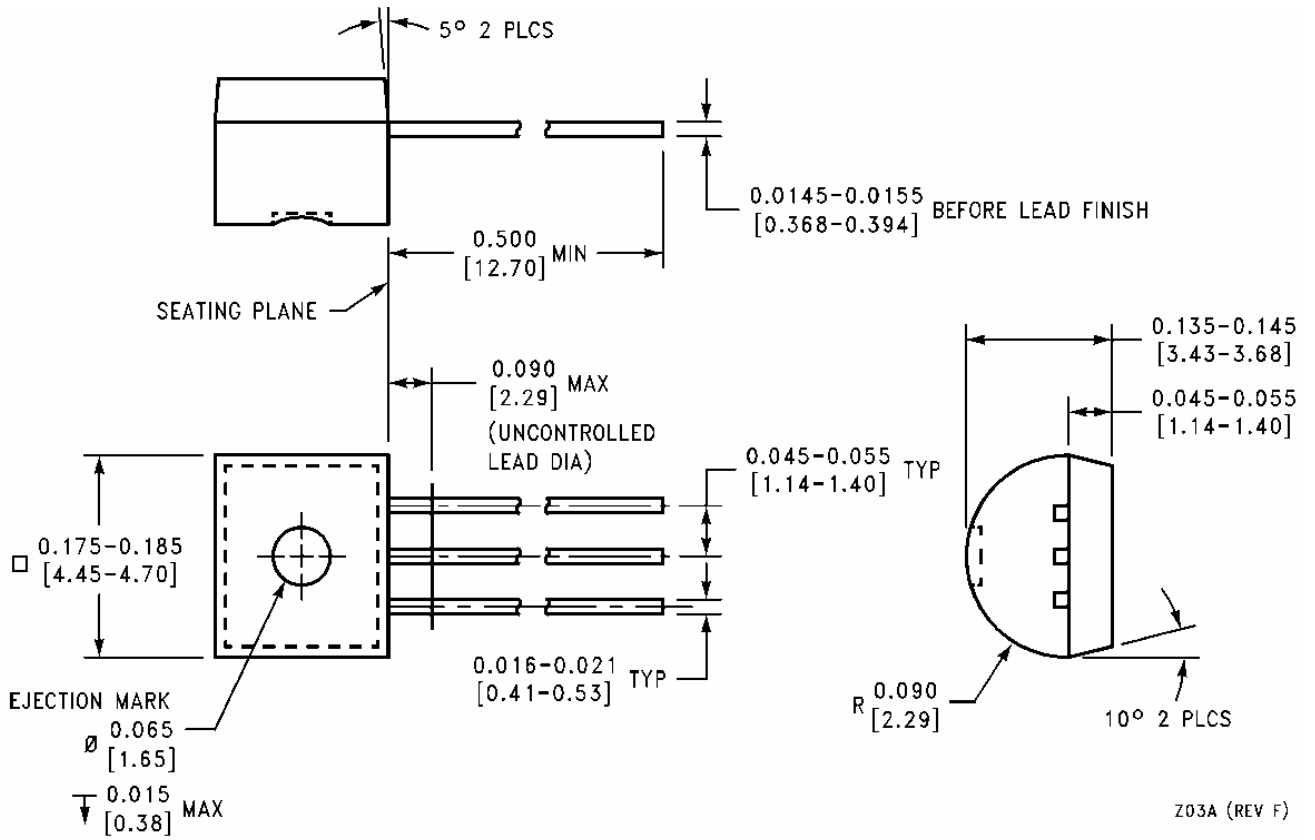 5° 2 PLCS
0.0145-0.0155
[0.368-0.394]
BEFORE LEAD FINISH
0.500
[12.70]
MIN
SEATING PLANE
0.135-0.145
[3.43-3.68]
0.090
[2.29]
MAX
(UNCONTROLLED
LEAD DIA)
0.045-0.055
[1.14-1.40]
0.045-0.055
[1.14-1.40]
TYP
0.175-0.185
[4.45-4.70]
0.016-0.021
[0.41-0.53]
TYP
EJECTION MARK
Ø 0.065
[1.65]
R 0.090
[2.29]
10° 2 PLCS
0.015
[0.38]
MAX
Z03A (REV F)